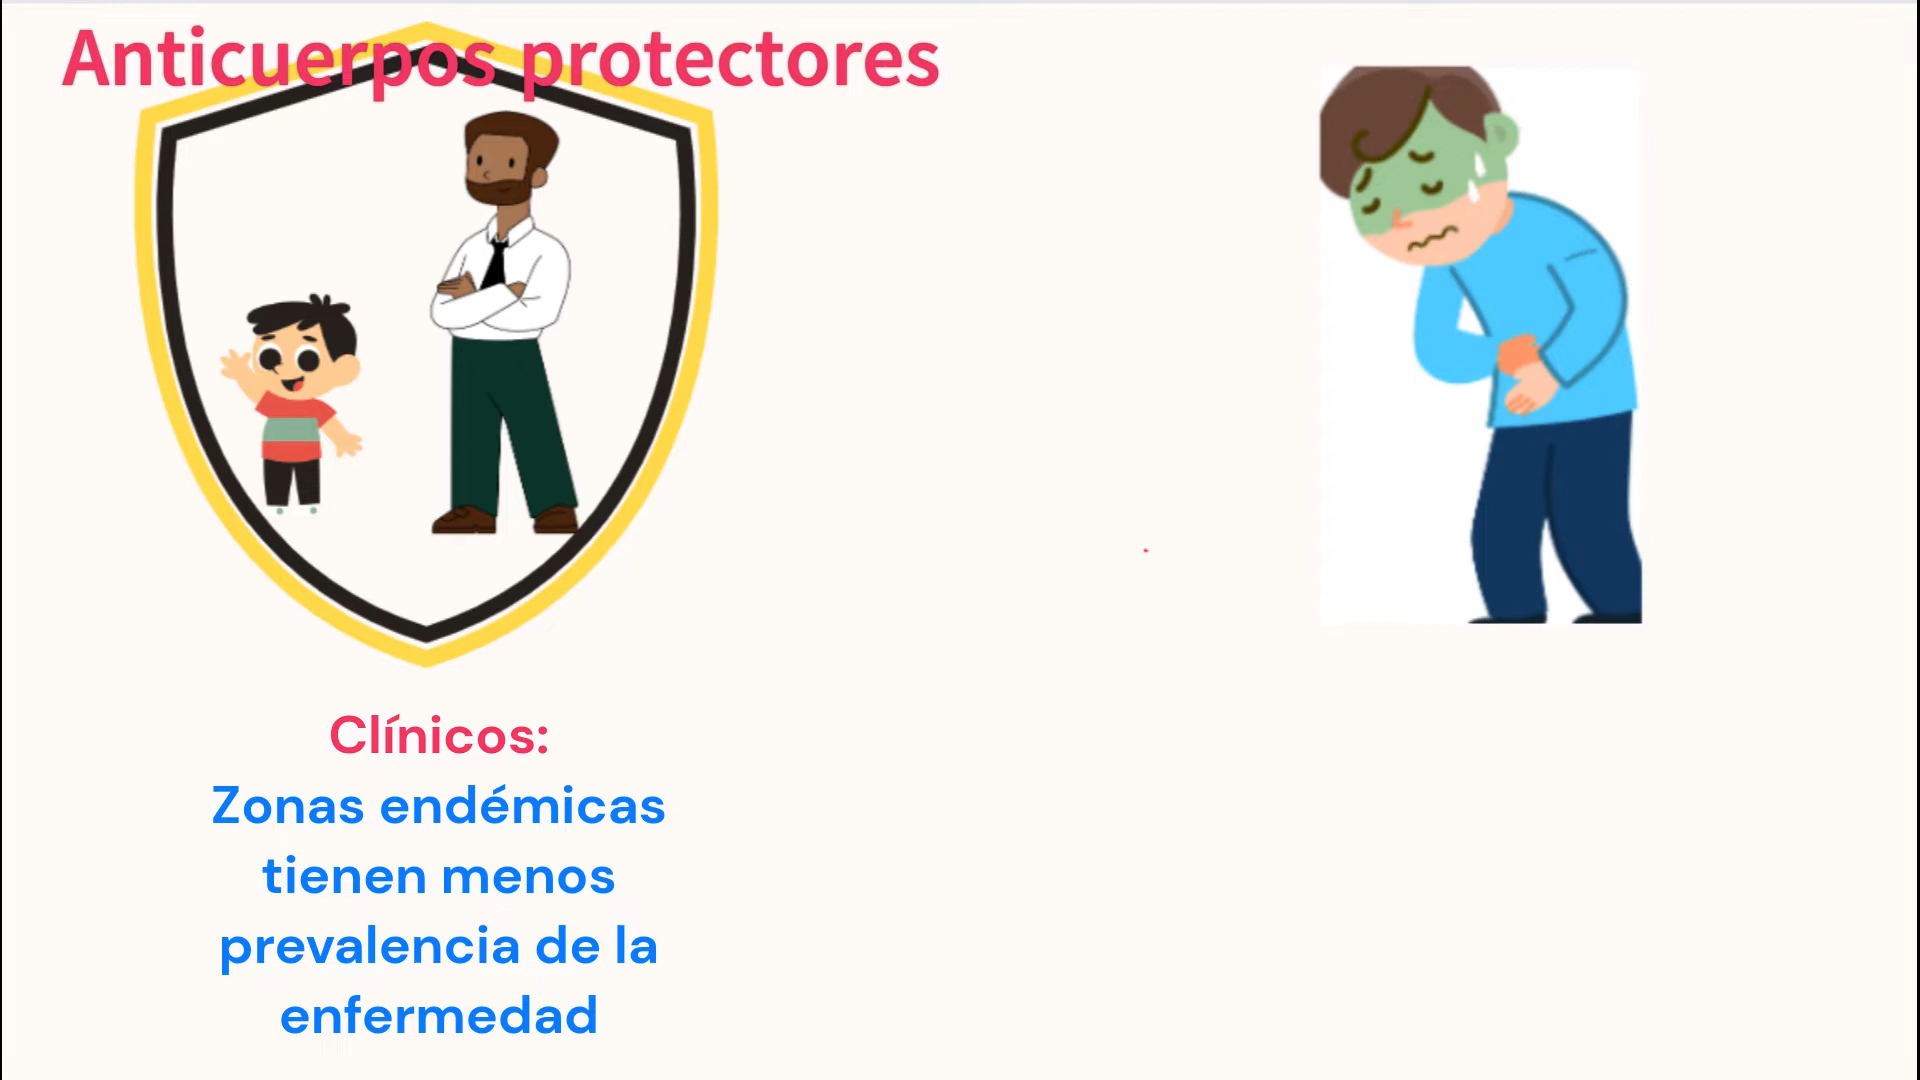 Anticuerpos protectores
Clínicos:
Zonas endémicas
tienen menos
prevalencia de la
enfermedad